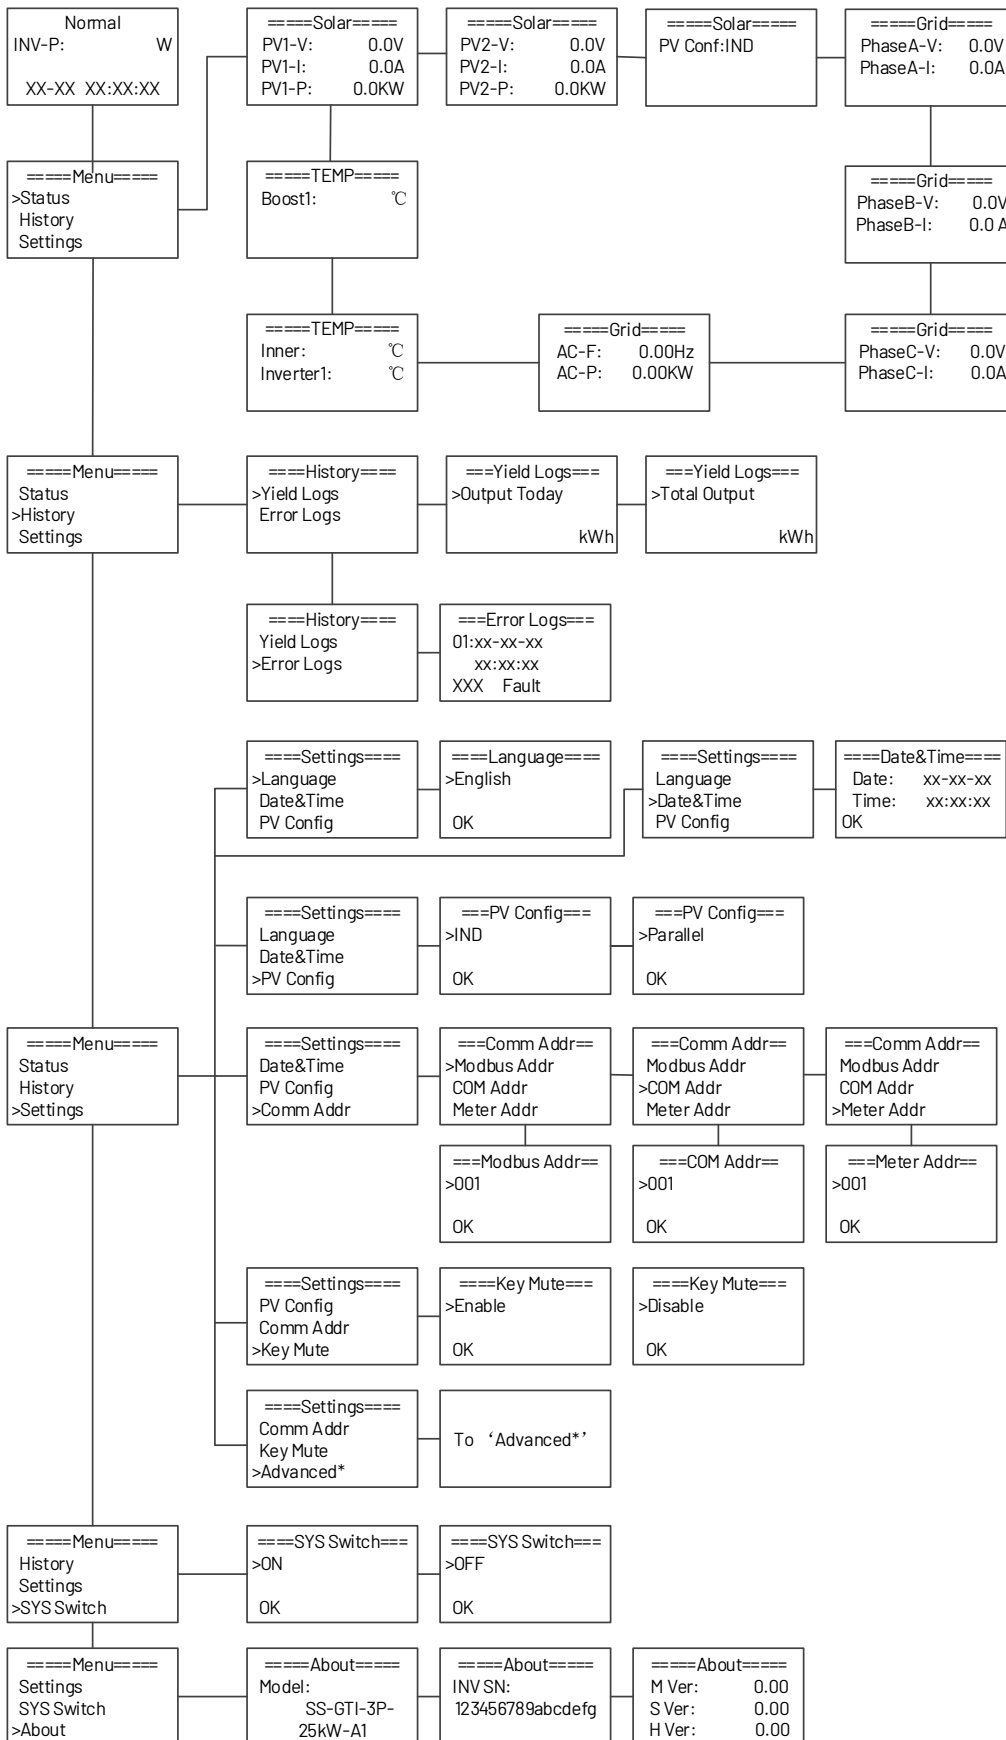 Normal
INV-P: W
XX-XX XX:XX:XX
=====Solar=====
PV1-V: 0.0V
PV1-I: 0.0A
PV1-P: 0.0KW
=====Solar=====
PV2-V: 0.0V
PV2-I: 0.0A
PV2-P: 0.0KW
=====Solar=====
PV Conf:IND
=====Grid=====
PhaseA-V: 0.0V
PhaseA-I: 0.0A
=====Menu=====
>Status
History
Settings
=====TEMP=====
Boost1: ℃
=====Grid=====
PhaseB-V: 0.0V
PhaseB-I: 0.0 A
=====TEMP=====
Inner: ℃
Inverter1: ℃
=====Grid=====
AC-F: 0.00Hz
AC-P: 0.00KW
=====Grid=====
PhaseC-V: 0.0V
PhaseC-I: 0.0A
=====Menu=====
Status
>History
Settings
====History====
>Yield Logs
Error Logs
===Yield Logs===
>Output Today
kWh
===Yield Logs===
>Total Output
kWh
====History====
Yield Logs
>Error Logs
===Error Logs===
01:xx-xx-xx
xx:xx:xx
XXX Fault
====Settings====
>Language
Date&Time
PV Config
====Language====
>English
OK
====Settings====
Language
>Date&Time
PV Config
====Date&Time====
Date: xx-xx-xx
Time: xx:xx:xx
OK
====Settings====
Language
Date&Time
>PV Config
===PV Config===
>IND
OK
===PV Config===
>Parallel
OK
=====Menu=====
Status
History
>Settings
====Settings====
Date&Time
PV Config
>Comm Addr
===Comm Addr==
>Modbus Addr
COM Addr
Meter Addr
===Comm Addr==
Modbus Addr
>COM Addr
Meter Addr
===Comm Addr==
Modbus Addr
COM Addr
>Meter Addr
===Modbus Addr==
>001
OK
===COM Addr==
>001
OK
===Meter Addr==
>001
OK
====Settings====
PV Config
Comm Addr
>Key Mute
====Key Mute===
>Enable
OK
====Key Mute===
>Disable
OK
====Settings====
Comm Addr
Key Mute
>Advanced*
To ‘Advanced*’
=====Menu=====
History
Settings
>SYS Switch
====SYS Switch===
>ON
OK
====SYS Switch===
>OFF
OK
=====Menu=====
Settings
SYS Switch
>About
=====About=====
Model:
SS-GTI-3P-
25kW-A1
=====About=====
INV SN:
123456789abcdefg
=====About=====
M Ver: 0.00
S Ver: 0.00
H Ver: 0.00